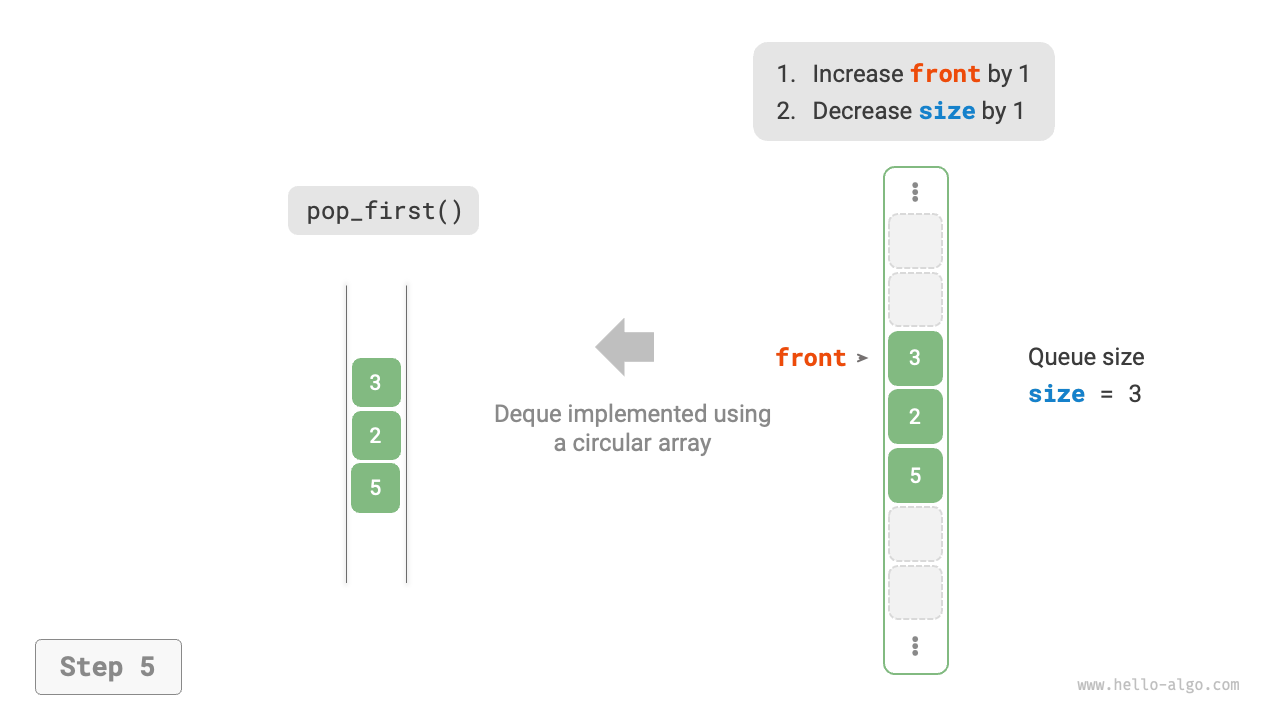 1. Increase front by 1
2. Decrease size by 1
pop_first()
3
2
5
Deque implemented using
a circular array
front
3
2
5
Queue size
size = 3
Step 5
www.hello-algo.com